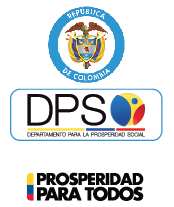 REPÚBLICA
DE COLOMBIA
DPS
DEPARTAMENTO PARA LA PROSPERIDAD SOCIAL
PROSPERIDAD
PARA TODOS